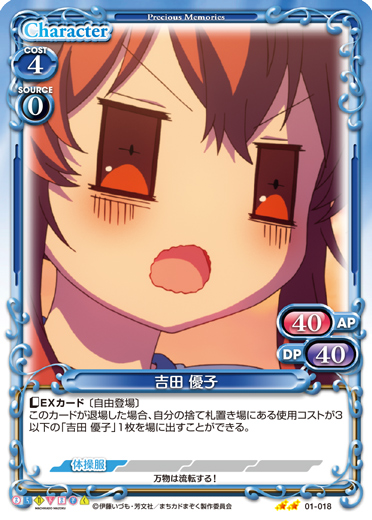 Precious Memories
Character
COST
4
SOURCE
0
40 AP
DP 40
吉田 優子
EXカード〔自由登場〕
このカードが退場した場合、自分の捨て札置き場にある使用コストが3
以下の「吉田 優子」1枚を場に出すことができる。
体操服
万物は流転する!
©伊藤いづも・芳文社/まちカドまぞく製作委員会
01-018